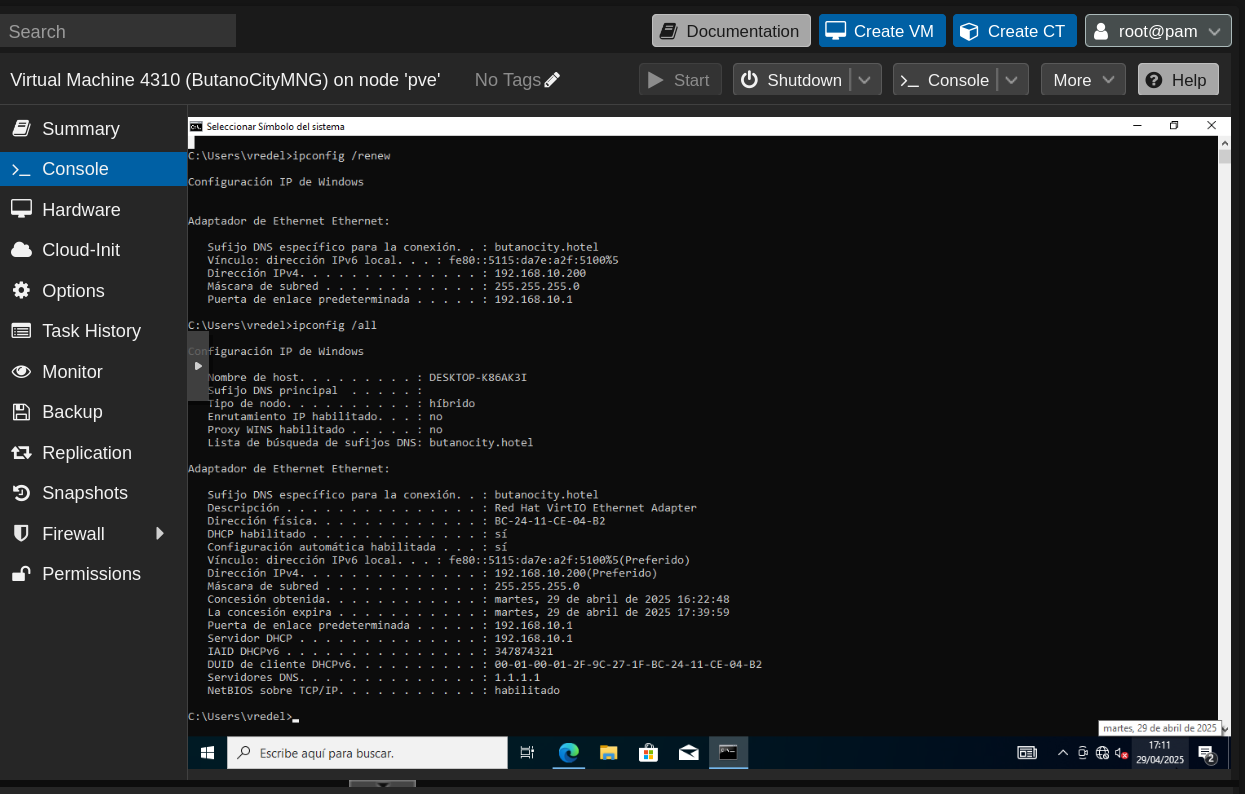 Search
Documentation
Create VM
Create CT
root@pam
Virtual Machine 4310 (ButanoCityMNG) on node 'pve'
No Tags
Start
Shutdown
Console
More
Help
Summary
Console
Hardware
Cloud-Init
Options
Task History
Monitor
Backup
Replication
Snapshots
Firewall
Permissions
Seleccionar Símbolo del sistema
C:\Users\vredel>ipconfig /renew
Configuración IP de Windows
Adaptador de Ethernet Ethernet:
Sufijo DNS específico para la conexión. . : butanocity.hotel
Vínculo: dirección IPv6 local. . . : fe80::5115:da7e:a2f:5100%5
Dirección IPv4. . . . . . . . . . . . . . : 192.168.10.200
Máscara de subred . . . . . . . . . . . . : 255.255.255.0
Puerta de enlace predeterminada . . . . . : 192.168.10.1
C:\Users\vredel>ipconfig /all
Configuración IP de Windows
Nombre de host. . . . . . . . . : DESKTOP-K86AK3I
Sufijo DNS principal  . . . . . :
Tipo de nodo. . . . . . . . . . : híbrido
Enrutamiento IP habilitado. . . : no
Proxy WINS habilitado . . . . . : no
Lista de búsqueda de sufijos DNS: butanocity.hotel
Adaptador de Ethernet Ethernet:
Sufijo DNS específico para la conexión. . : butanocity.hotel
Descripción . . . . . . . . . . . . . . . : Red Hat VirtIO Ethernet Adapter
Dirección física. . . . . . . . . . . . . : BC-24-11-CE-04-B2
DHCP habilitado . . . . . . . . . . . . . : sí
Configuración automática habilitada . . . : sí
Vínculo: dirección IPv6 local. . . : fe80::5115:da7e:a2f:5100%5(Preferido)
Dirección IPv4. . . . . . . . . . . . . . : 192.168.10.200(Preferido)
Máscara de subred . . . . . . . . . . . . : 255.255.255.0
Concesión obtenida. . . . . . . . . . . . : martes, 29 de abril de 2025 16:22:48
La concesión expira . . . . . . . . . . . : martes, 29 de abril de 2025 17:39:59
Puerta de enlace predeterminada . . . . . : 192.168.10.1
Servidor DHCP . . . . . . . . . . . . . . : 192.168.10.1
IAID DHCPv6 . . . . . . . . . . . . . . . : 347874321
DUID de cliente DHCPv6. . . . . . . . . . : 00-01-00-01-2F-9C-27-1F-BC-24-11-CE-04-B2
Servidores DNS. . . . . . . . . . . . . . : 1.1.1.1
NetBIOS sobre TCP/IP. . . . . . . . . . . : habilitado
C:\Users\vredel>
martes, 29 de abril de 2025
Escribe aquí para buscar.
17:11
29/04/2025
2